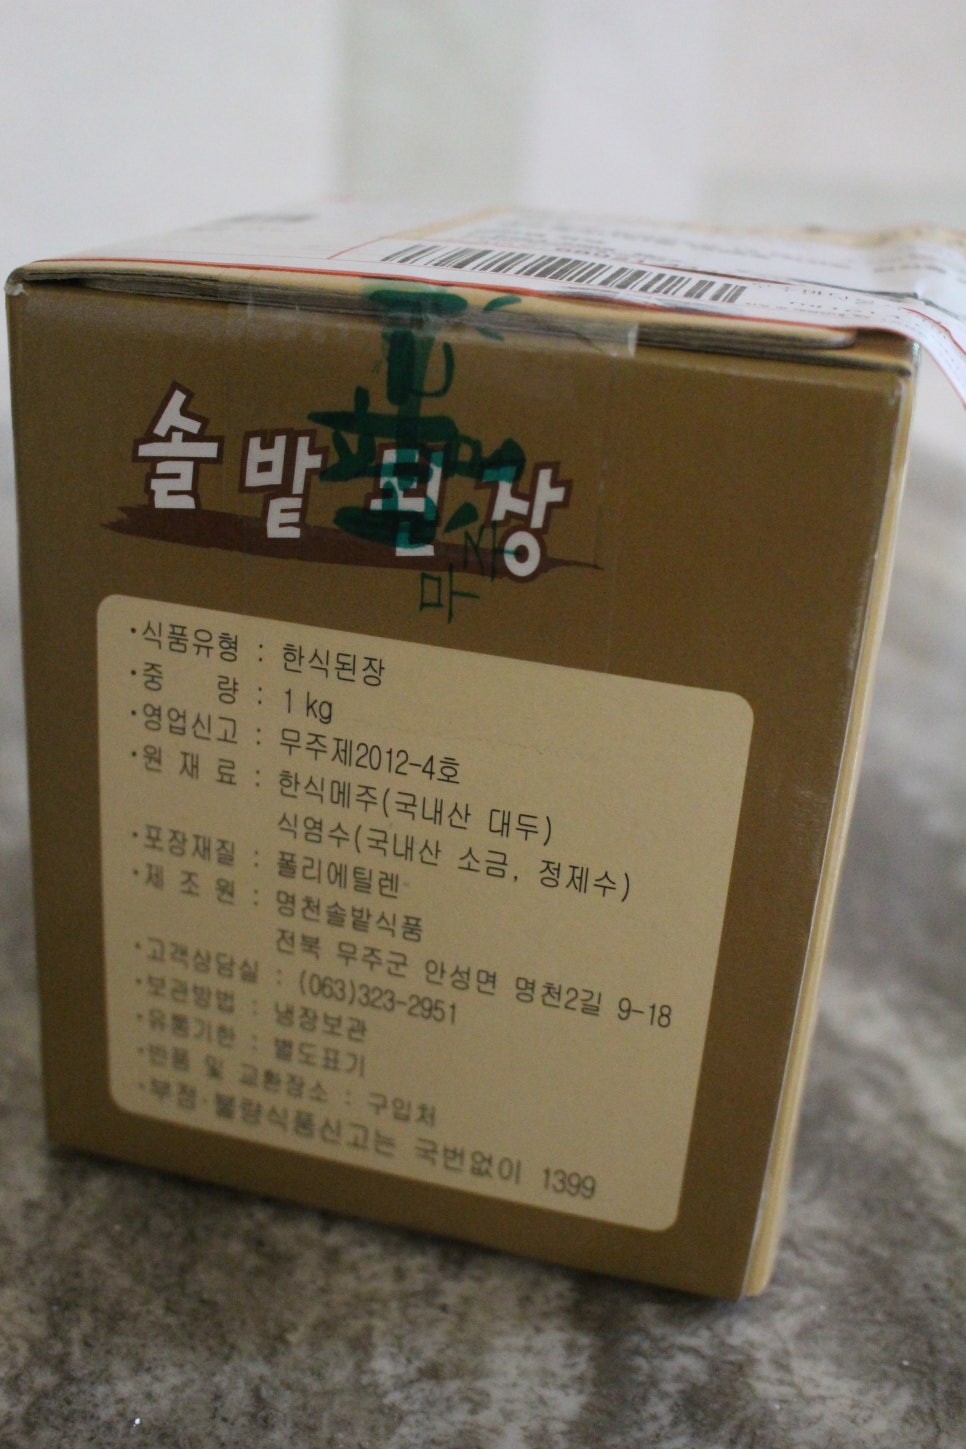 솔밭된장
마중
·식품유형 : 한식된장
·중 량 : 1 kg
·영업신고 : 무주제2012-4호
·원 재 료 : 한식메주(국내산 대두)
식염수(국내산 소금, 정제수)
·포장재질 : 폴리에틸렌
·제 조 원 : 명천솔밭식품
전북 무주군 안성면 명천2길 9-18
·고객상담실 : (063)323-2951
·보관방법 : 냉장보관
·유통기한 : 별도표기
·반품 및 교환장소 : 구입처
·부정·불량식품신고는 국번없이 1399